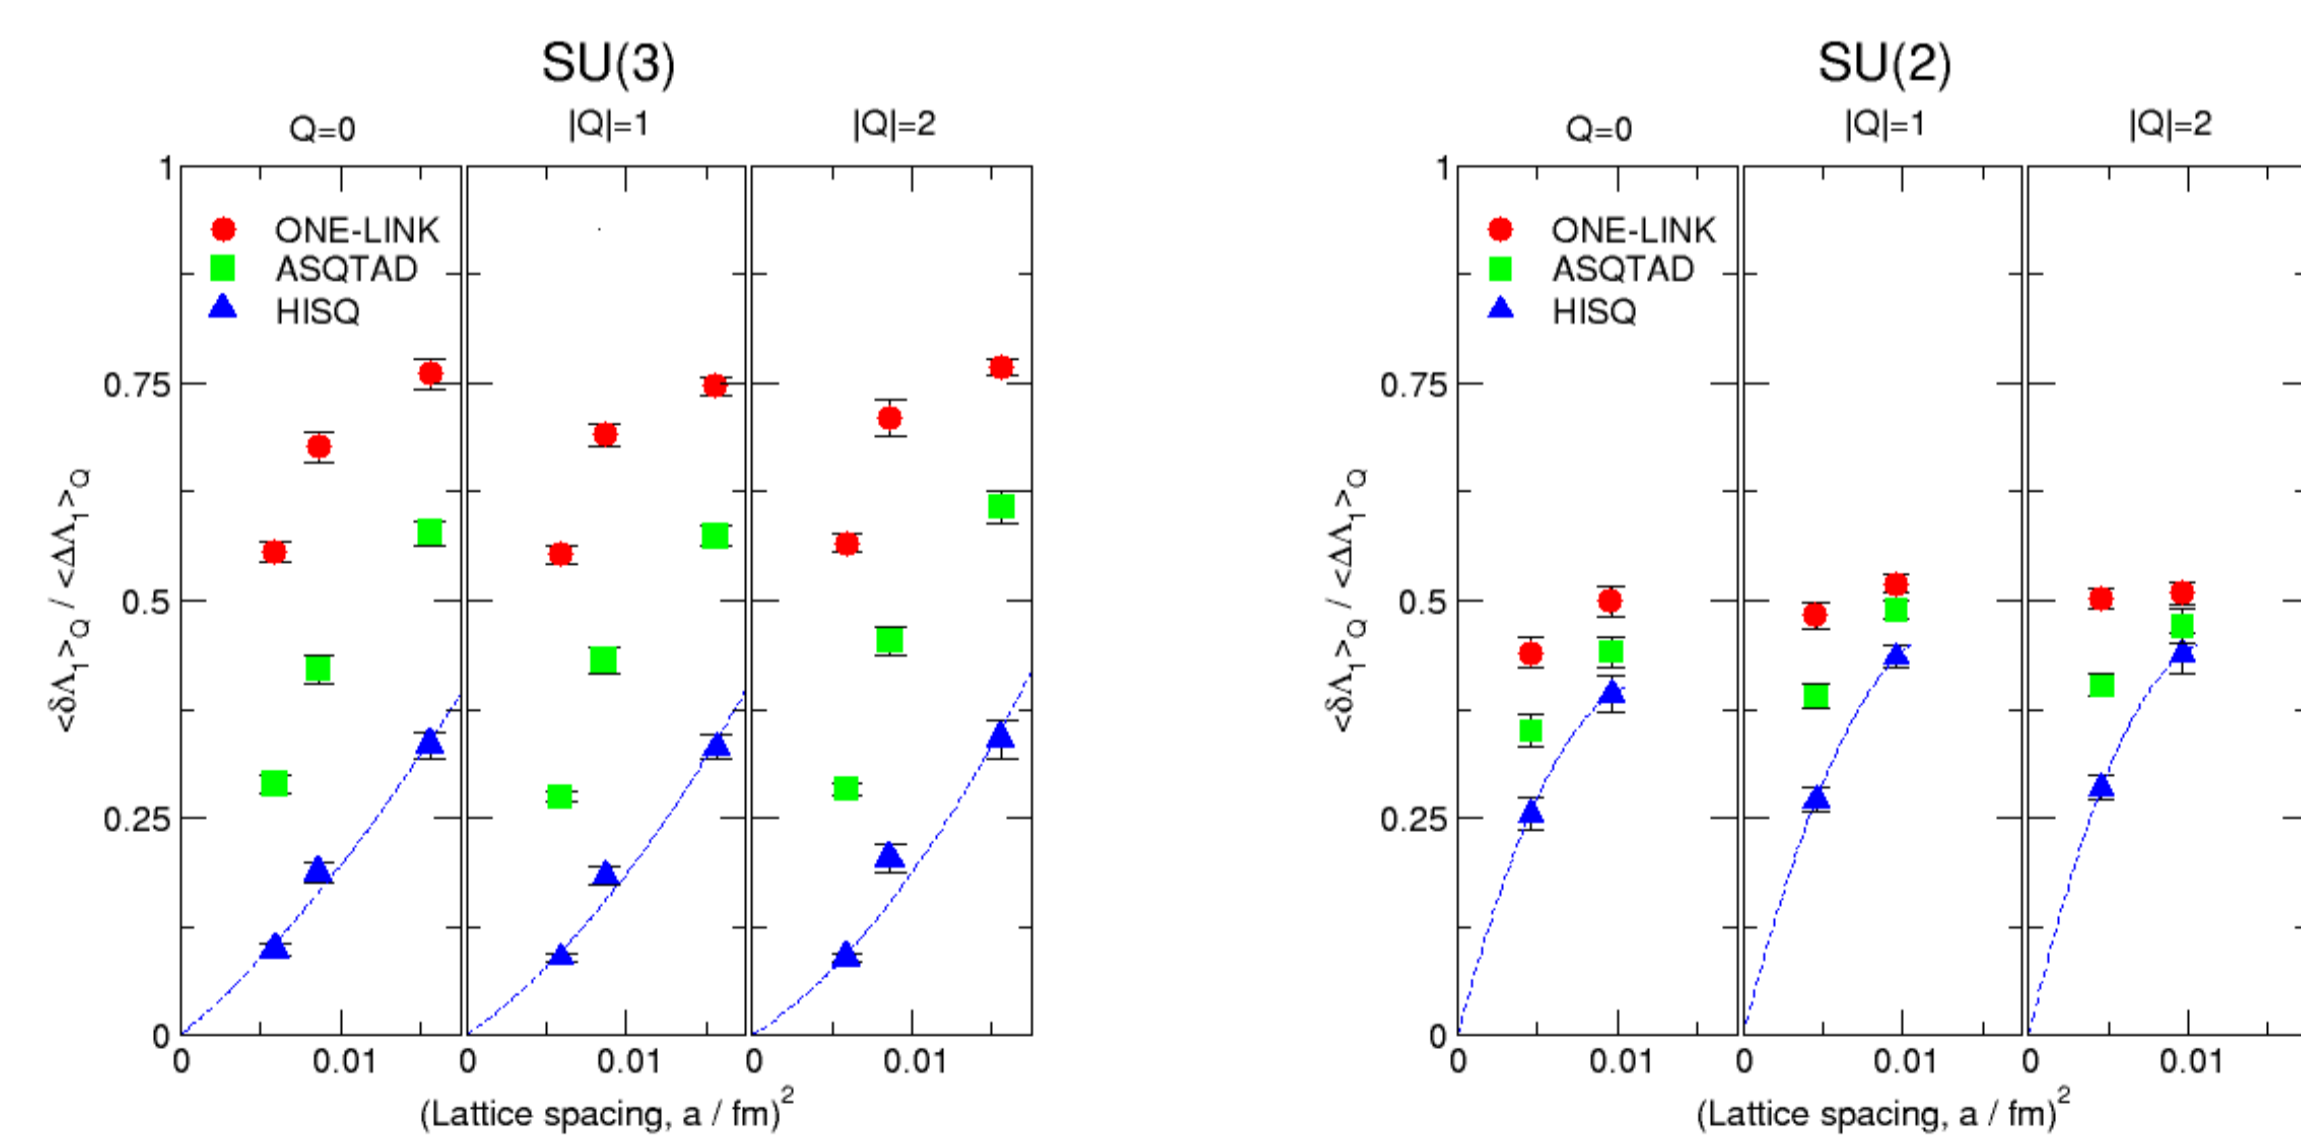 SU(3)
Q=0 |Q|=1 |Q|=2
1
ONE-LINK
ASQTAD
HISQ
0.75
0.5
0.25
0
<δΛ1>Q / <ΔΛ1>Q
0 0.01 0 0.01 0 0.01
(Lattice spacing, a / fm)2
SU(2)
Q=0 |Q|=1 |Q|=2
1
ONE-LINK
ASQTAD
HISQ
0.75
0.5
0.25
0
<δΛ1>Q / <ΔΛ1>Q
0 0.01 0 0.01 0 0.01
(Lattice spacing, a / fm)2